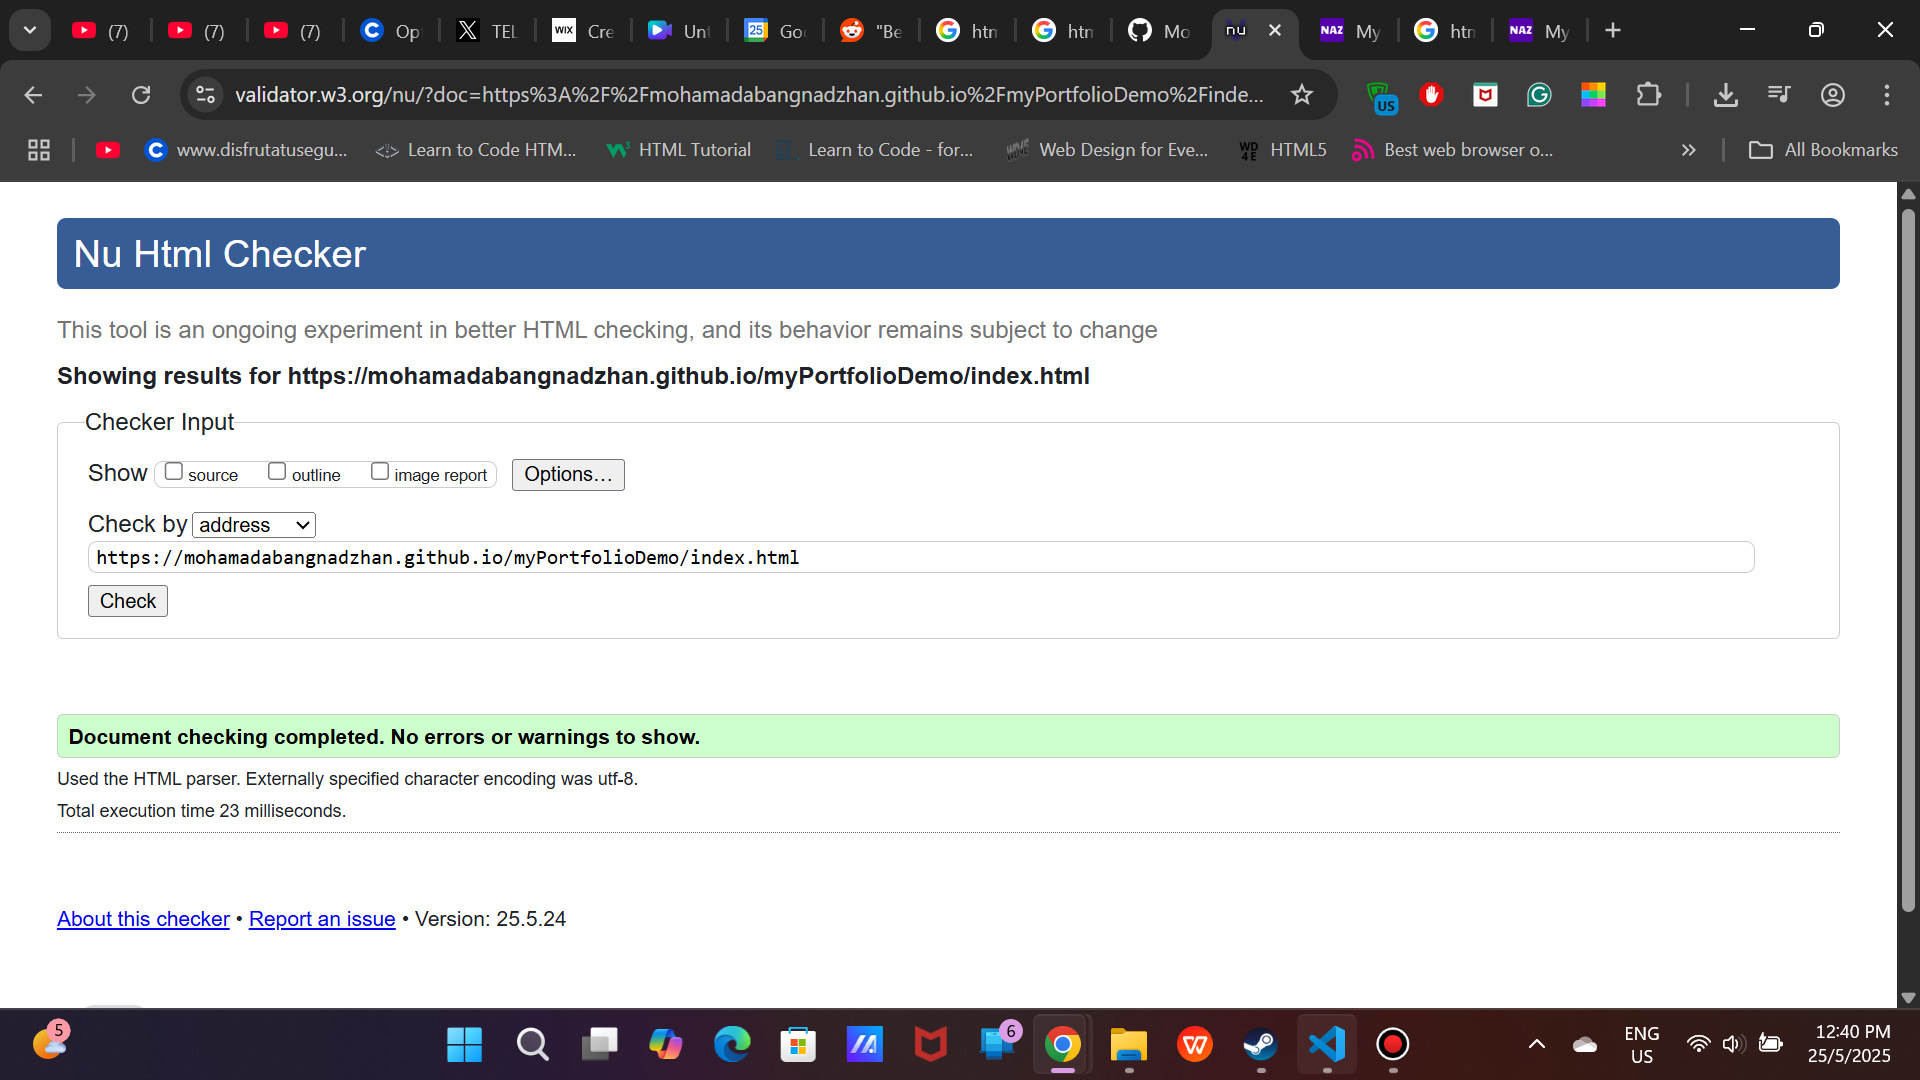 (7)
(7)
(7)
Op
TEL
WIX Cre
Un
25 Goo
"Be
htn
htn
Mo
nu
NAZ My
htn
NAZ My
validator.w3.org/nu/?doc=https%3A%2F%2Fmohamadabangnadzhan.github.io%2FmyPortfolioDemo%2Finde...
US
www.disfrutatusegu...
Learn to Code HTM...
HTML Tutorial
Learn to Code - for...
Web Design for Eve...
WD4E HTML5
Best web browser o...
All Bookmarks
Nu Html Checker
This tool is an ongoing experiment in better HTML checking, and its behavior remains subject to change
Showing results for https://mohamadabangnadzhan.github.io/myPortfolioDemo/index.html
Checker Input
Show source outline image report Options...
Check by address
https://mohamadabangnadzhan.github.io/myPortfolioDemo/index.html
Check
Document checking completed. No errors or warnings to show.
Used the HTML parser. Externally specified character encoding was utf-8.
Total execution time 23 milliseconds.
About this checker • Report an issue • Version: 25.5.24
5
6
ENG
US
12:40 PM
25/5/2025